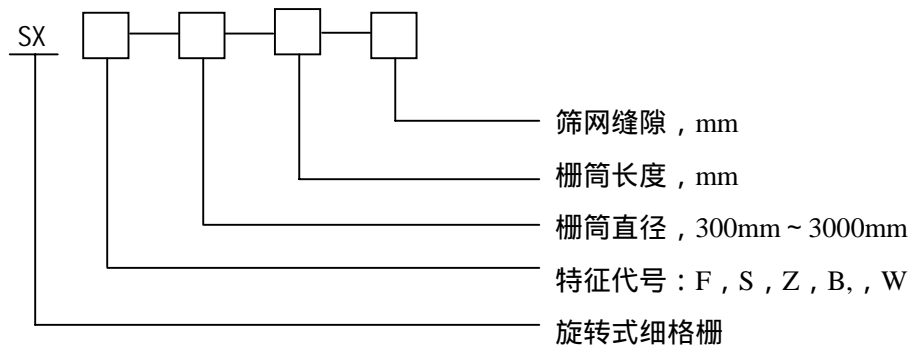 SX
筛网缝隙，mm
栅筒长度，mm
栅筒直径，300mm～3000mm
特征代号：F，S，Z，B,，W
旋转式细格栅